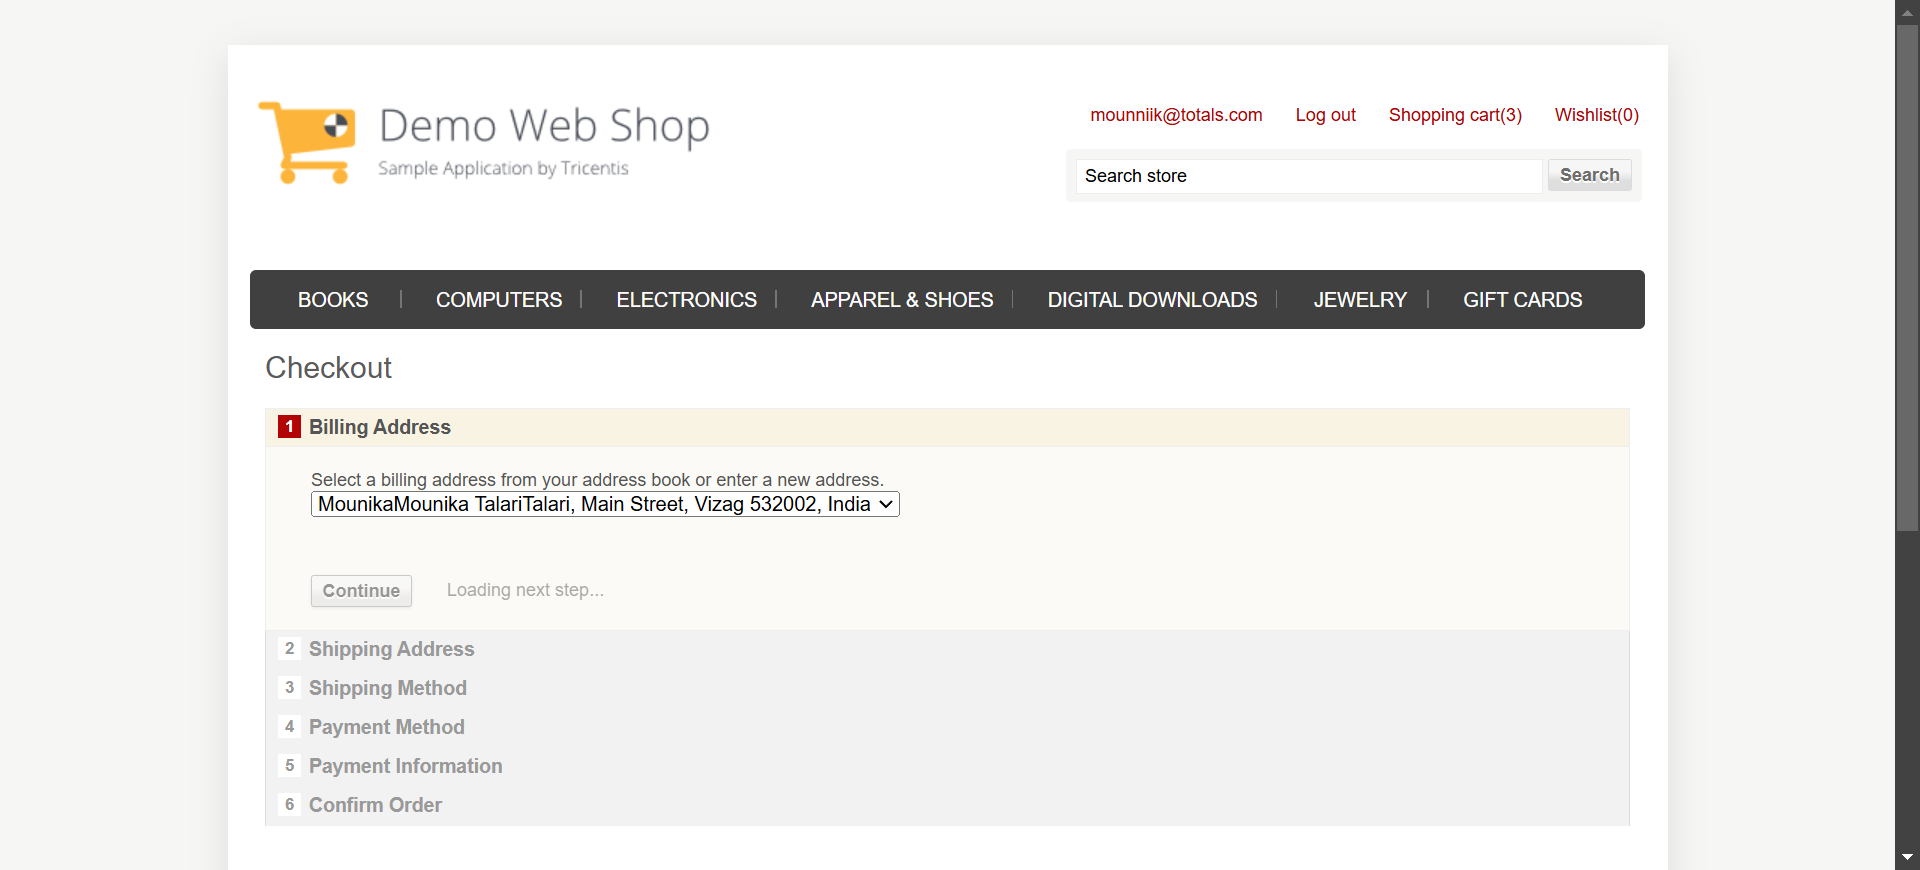 Demo Web Shop
Sample Application by Tricentis
mounniik@totals.com Log out Shopping cart(3) Wishlist(0)
Search store Search
BOOKS COMPUTERS ELECTRONICS APPAREL & SHOES DIGITAL DOWNLOADS JEWELRY GIFT CARDS
Checkout
1 Billing Address
Select a billing address from your address book or enter a new address.
MounikaMounika TalariTalari, Main Street, Vizag 532002, India
Continue Loading next step...
2 Shipping Address
3 Shipping Method
4 Payment Method
5 Payment Information
6 Confirm Order